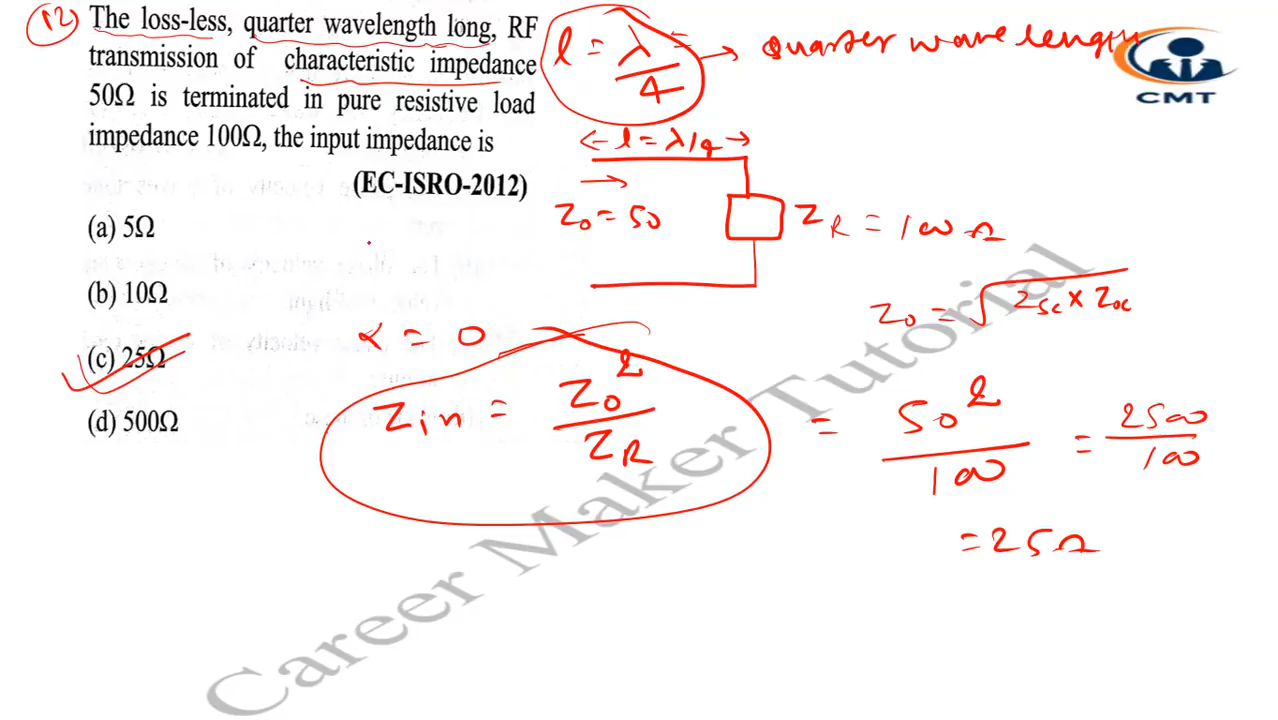 12
The loss-less, quarter wavelength long, RF
transmission of characteristic impedance
50Ω is terminated in pure resistive load
impedance 100Ω, the input impedance is
(EC-ISRO-2012)
(a) 5Ω
(b) 10Ω
(c) 25Ω
(d) 500Ω
l = λ/4 = → quarter wave length
CMT
l = λ/4
Z0 = 50
ZR = 100 Ω
Z0 = √Zsc × Zoc
α = 0
Zin = Z0²/ZR = 50²/100 = 2500/100
= 25Ω
Career Maker Tutorial